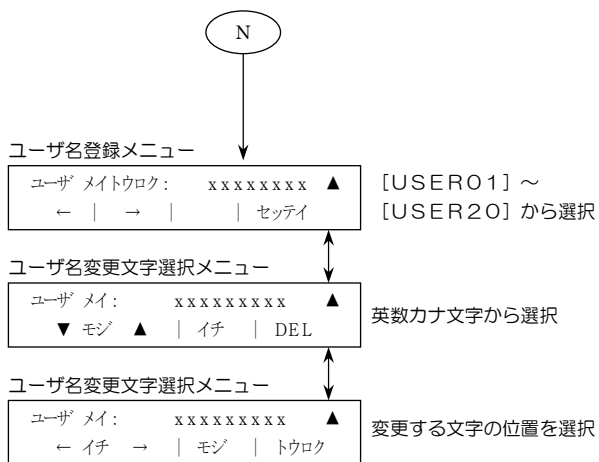 N
ユーザ名登録メニュー
ユーザ メイトウロク: xxxxxxxx ▲
← | → | | セッテイ
[USER01]～
[USER20]から選択
ユーザ名変更文字選択メニュー
ユーザ メイ: xxxxxxxxx ▲
▼ モジ ▲ | イチ | DEL
英数カナ文字から選択
ユーザ名変更文字選択メニュー
ユーザ メイ: xxxxxxxxx ▲
← イチ → | モジ | トウロク
変更する文字の位置を選択